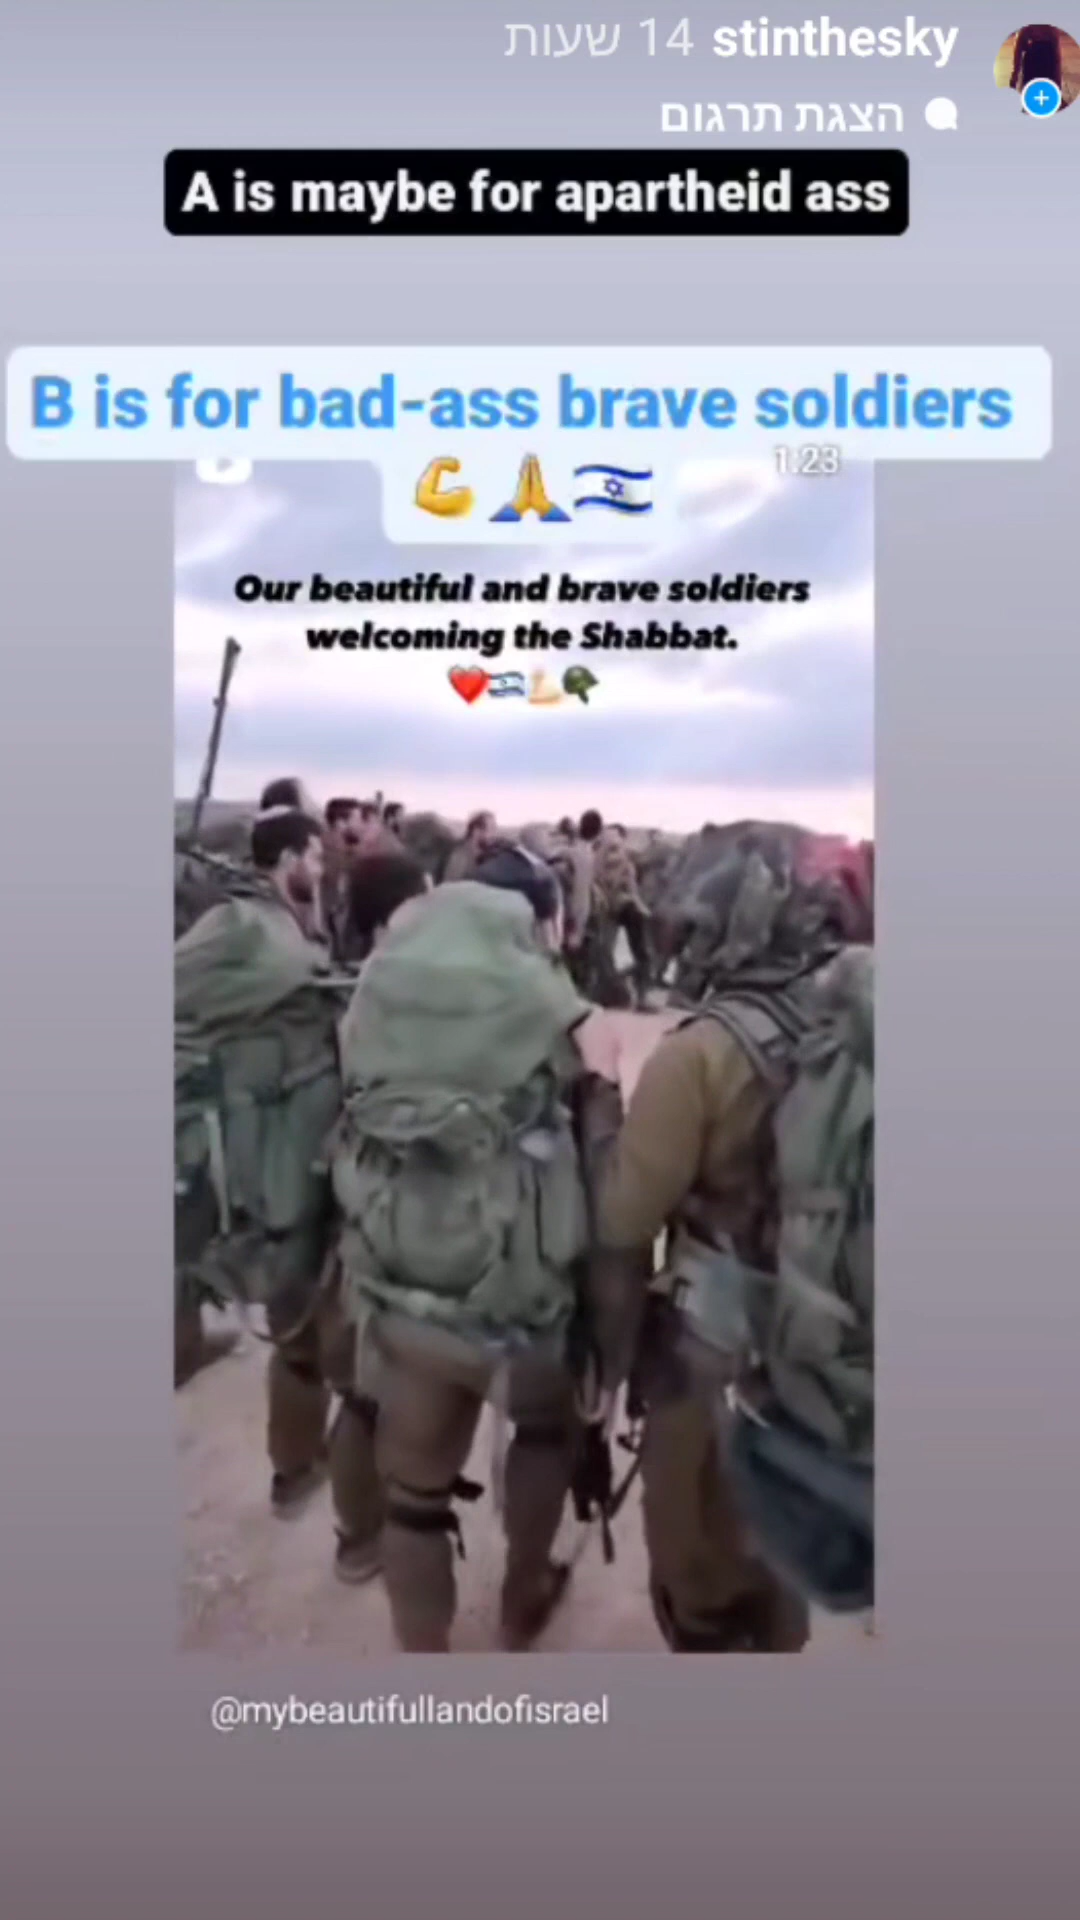 stinthesky 14 שעות
הצגת תרגום
A is maybe for apartheid ass
B is for bad-ass brave soldiers
💪🙏🇮🇱
1:23
Our beautiful and brave soldiers
welcoming the Shabbat.
❤️🇮🇱💪🏻🪖
@mybeautifullandofisrael